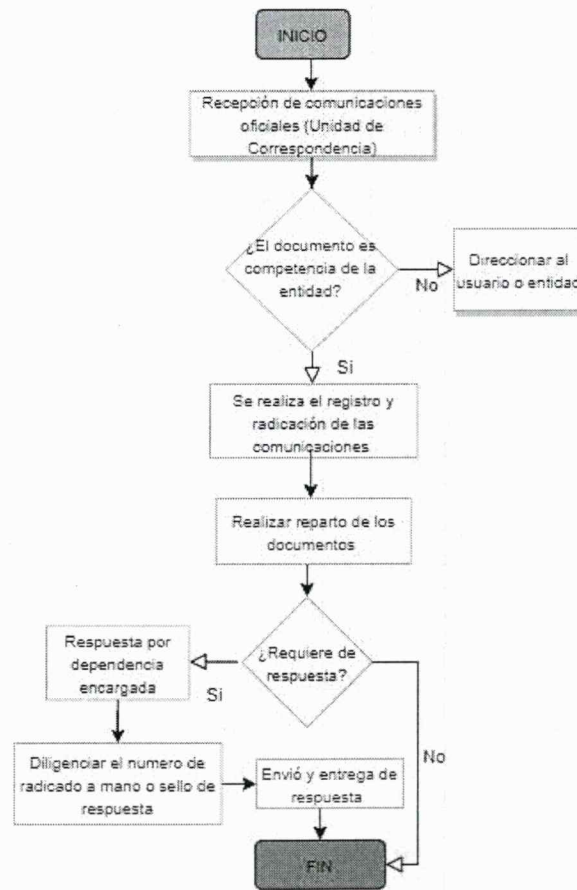 INICIO
Recepción de comunicaciones
oficiales (Unidad de
Correspondencia)
¿El documento es
competencia de la
entidad?
No
Direccionar al
usuario o entidad
Si
Se realiza el registro y
radicación de las
comunicaciones
Realizar reparto de los
documentos
¿Requiere de
respuesta?
Si
Respuesta por
dependencia
encargada
No
Diligenciar el numero de
radicado a mano o sello de
respuesta
Envió y entrega de
respuesta
FIN